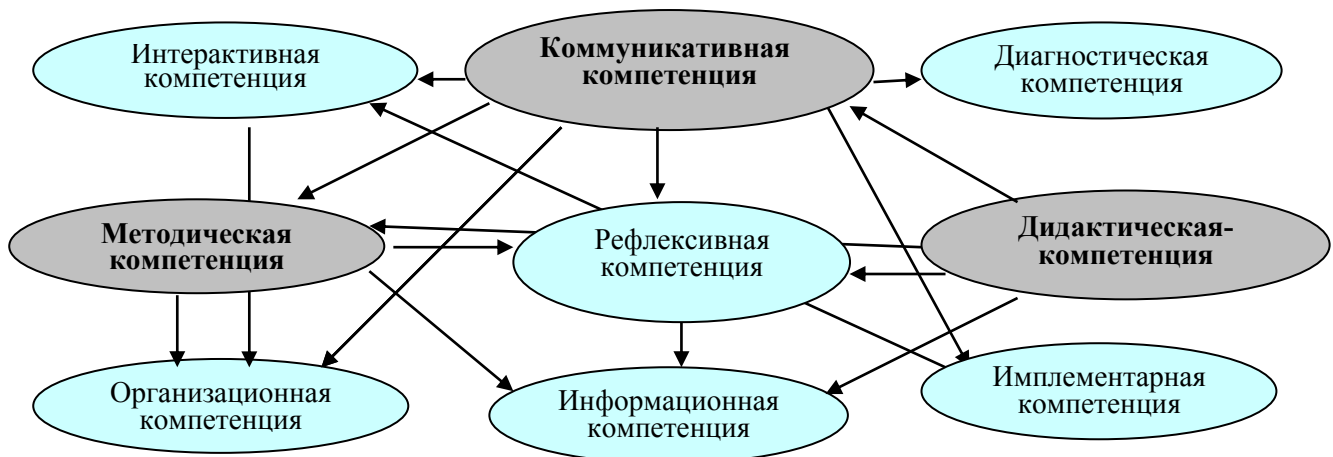 Интерактивная
компетенция
Коммуникативная
компетенция
Диагностическая
компетенция
Методическая
компетенция
Рефлексивная
компетенция
Дидактическая-
компетенция
Организационная
компетенция
Информационная
компетенция
Имплементарная
компетенция